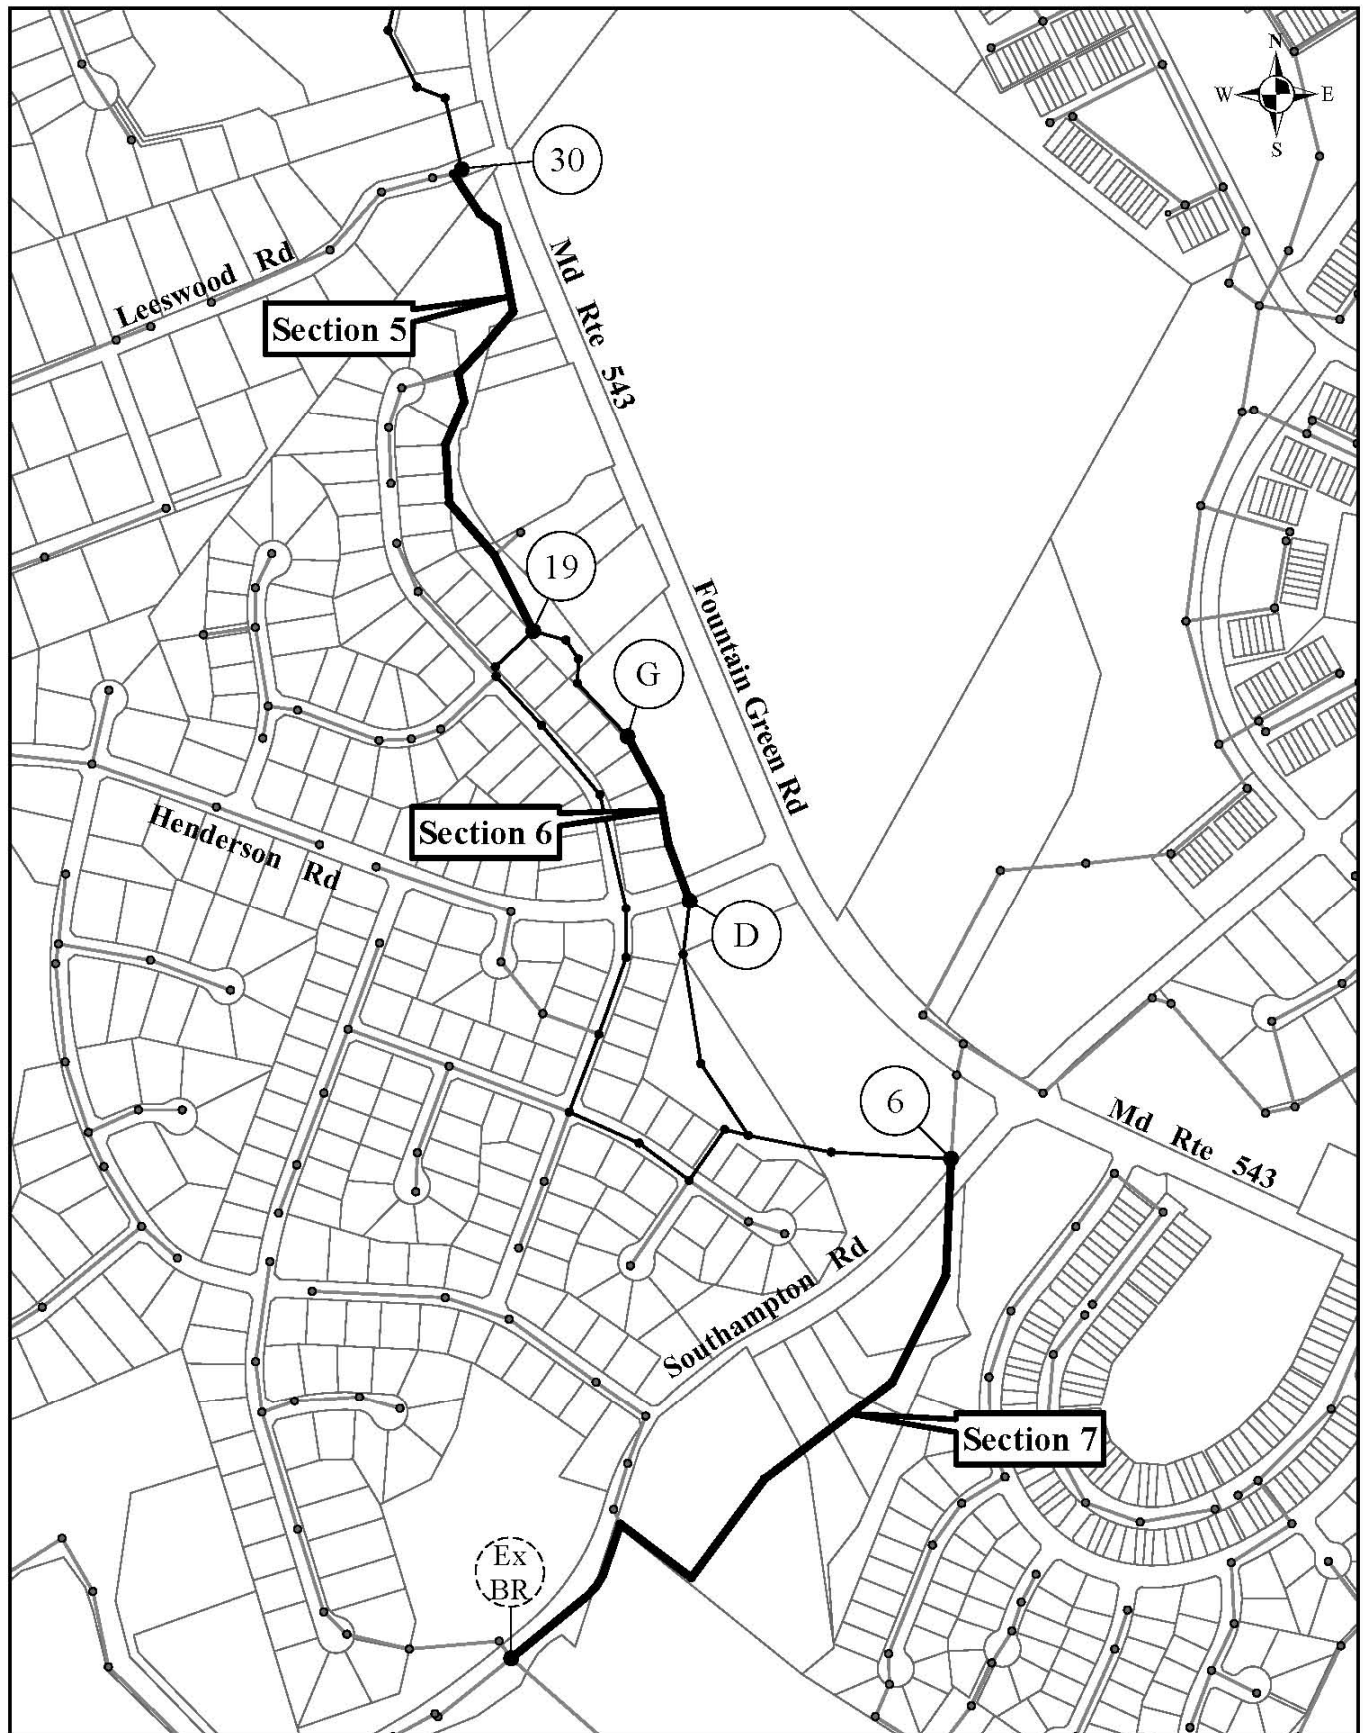 N
W E
S
30
Leeswood Rd
Md Rte 543
Section 5
19
G
Fountain Green Rd
Section 6
Henderson Rd
D
6
Md Rte 543
Southampton Rd
Section 7
Ex
BR